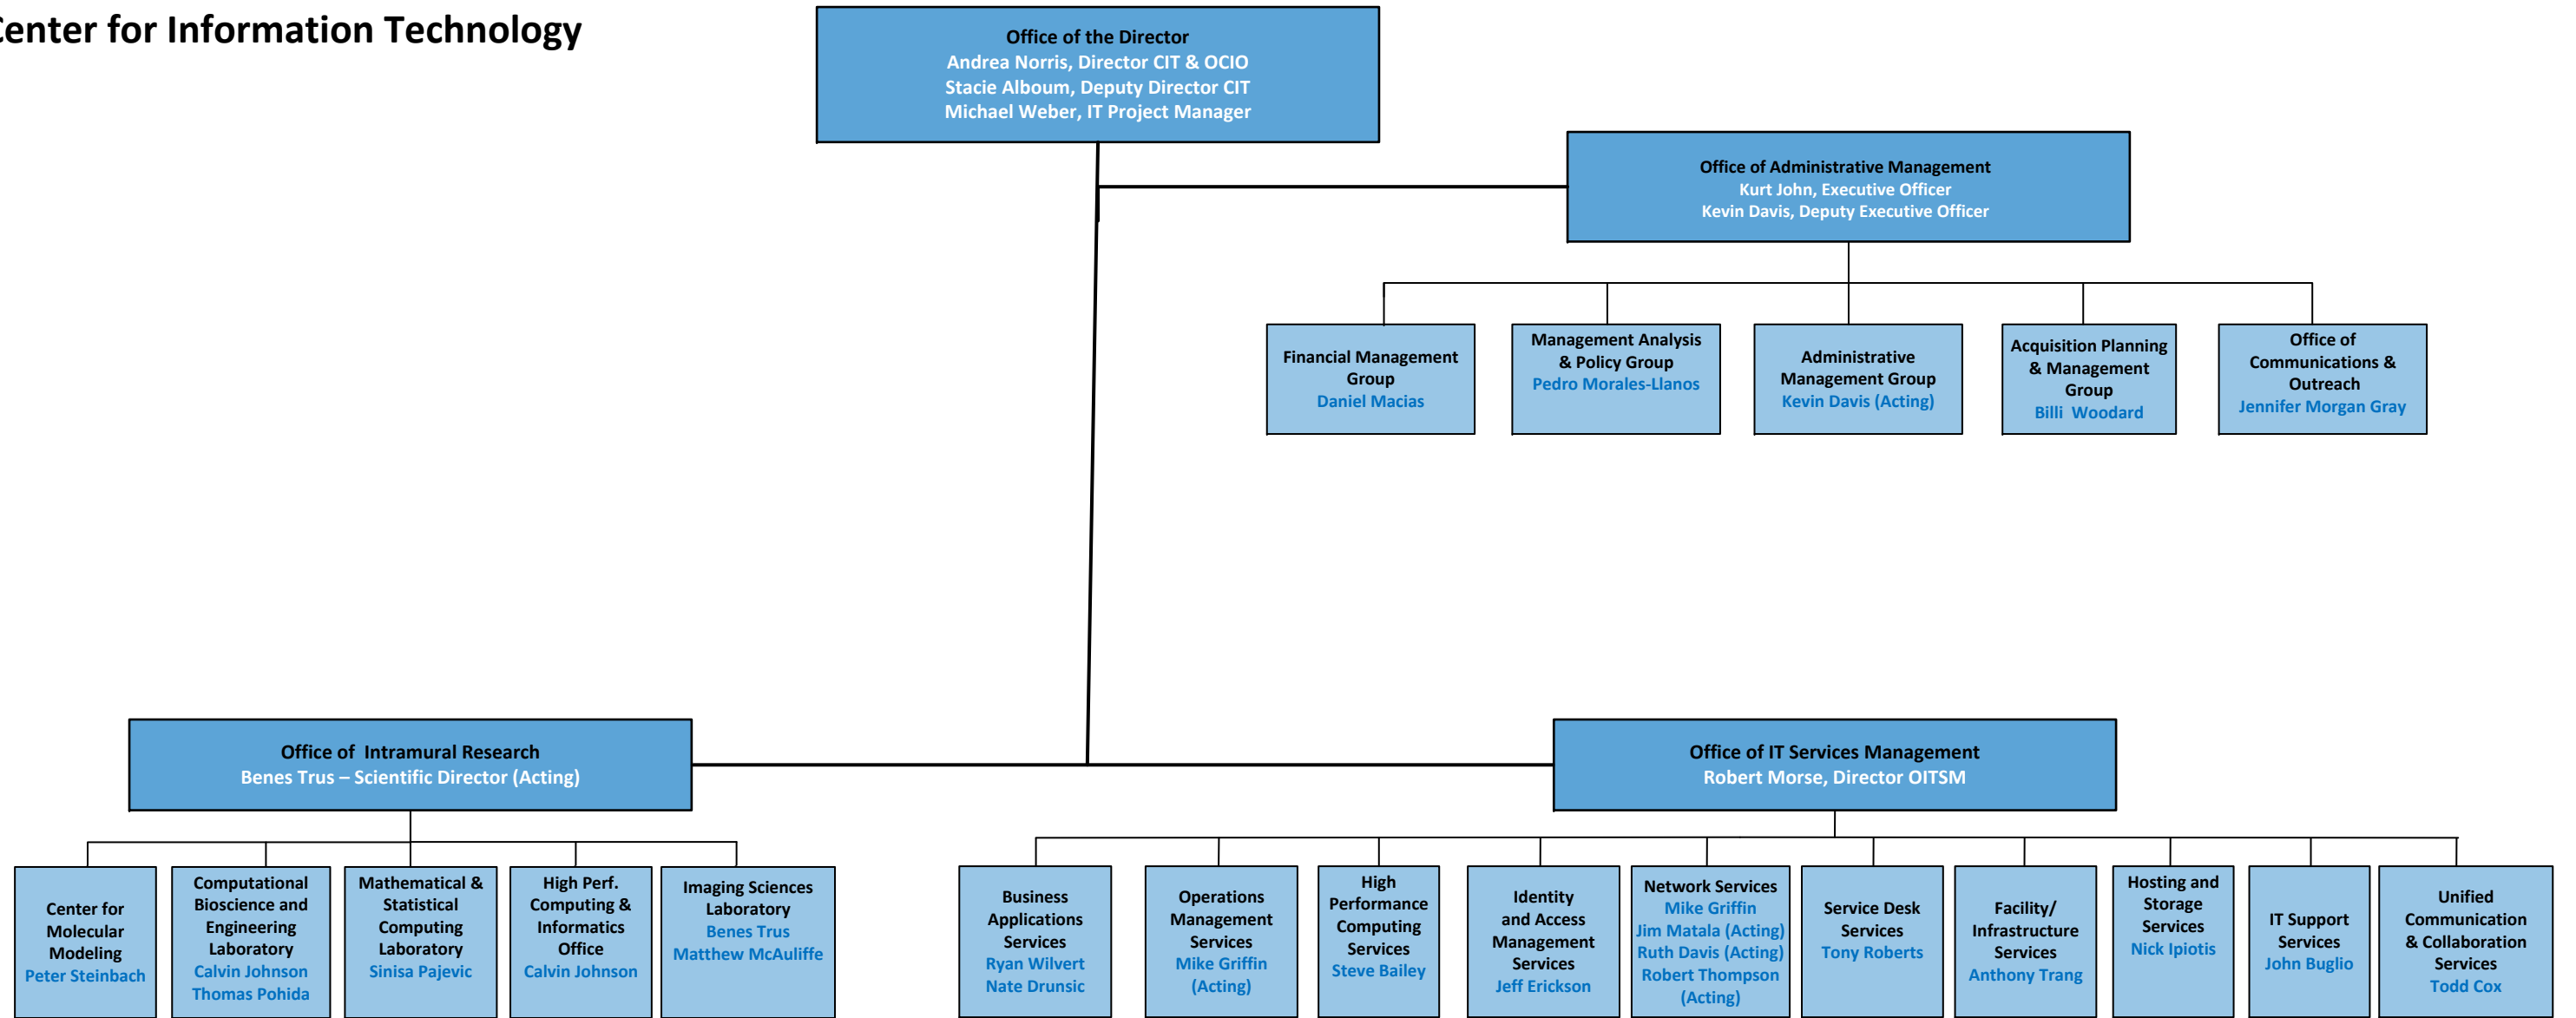 Center for Information Technology
Office of the Director
Andrea Norris, Director CIT & OCIO
Stacie Alboum, Deputy Director CIT
Michael Weber, IT Project Manager
Office of Administrative Management
Kurt John, Executive Officer
Kevin Davis, Deputy Executive Officer
Financial Management
Group
Daniel Macias
Management Analysis
& Policy Group
Pedro Morales-Llanos
Administrative
Management Group
Kevin Davis (Acting)
Acquisition Planning
& Management
Group
Billi Woodard
Office of
Communications &
Outreach
Jennifer Morgan Gray
Office of Intramural Research
Benes Trus – Scientific Director (Acting)
Office of IT Services Management
Robert Morse, Director OITSM
Center for
Molecular
Modeling
Peter Steinbach
Computational
Bioscience and
Engineering
Laboratory
Calvin Johnson
Thomas Pohida
Mathematical &
Statistical
Computing
Laboratory
Sinisa Pajevic
High Perf.
Computing &
Informatics
Office
Calvin Johnson
Imaging Sciences
Laboratory
Benes Trus
Matthew McAuliffe
Business
Applications
Services
Ryan Wilvert
Nate Drunsic
Operations
Management
Services
Mike Griffin
(Acting)
High
Performance
Computing
Services
Steve Bailey
Identity
and Access
Management
Services
Jeff Erickson
Network Services
Mike Griffin
Jim Matala (Acting)
Ruth Davis (Acting)
Robert Thompson
(Acting)
Service Desk
Services
Tony Roberts
Facility/
Infrastructure
Services
Anthony Trang
Hosting and
Storage
Services
Nick Ipiotis
IT Support
Services
John Buglio
Unified
Communication
& Collaboration
Services
Todd Cox